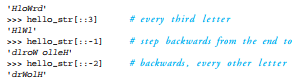 'HloWrd'
>>> hello_str[::3]   # every third letter
'HlWl'
>>> hello_str[::-1]   # step backwards from the end to
'dlroW olleH'
>>> hello_str[::-2]   # backwards, every other letter
'drWolH'